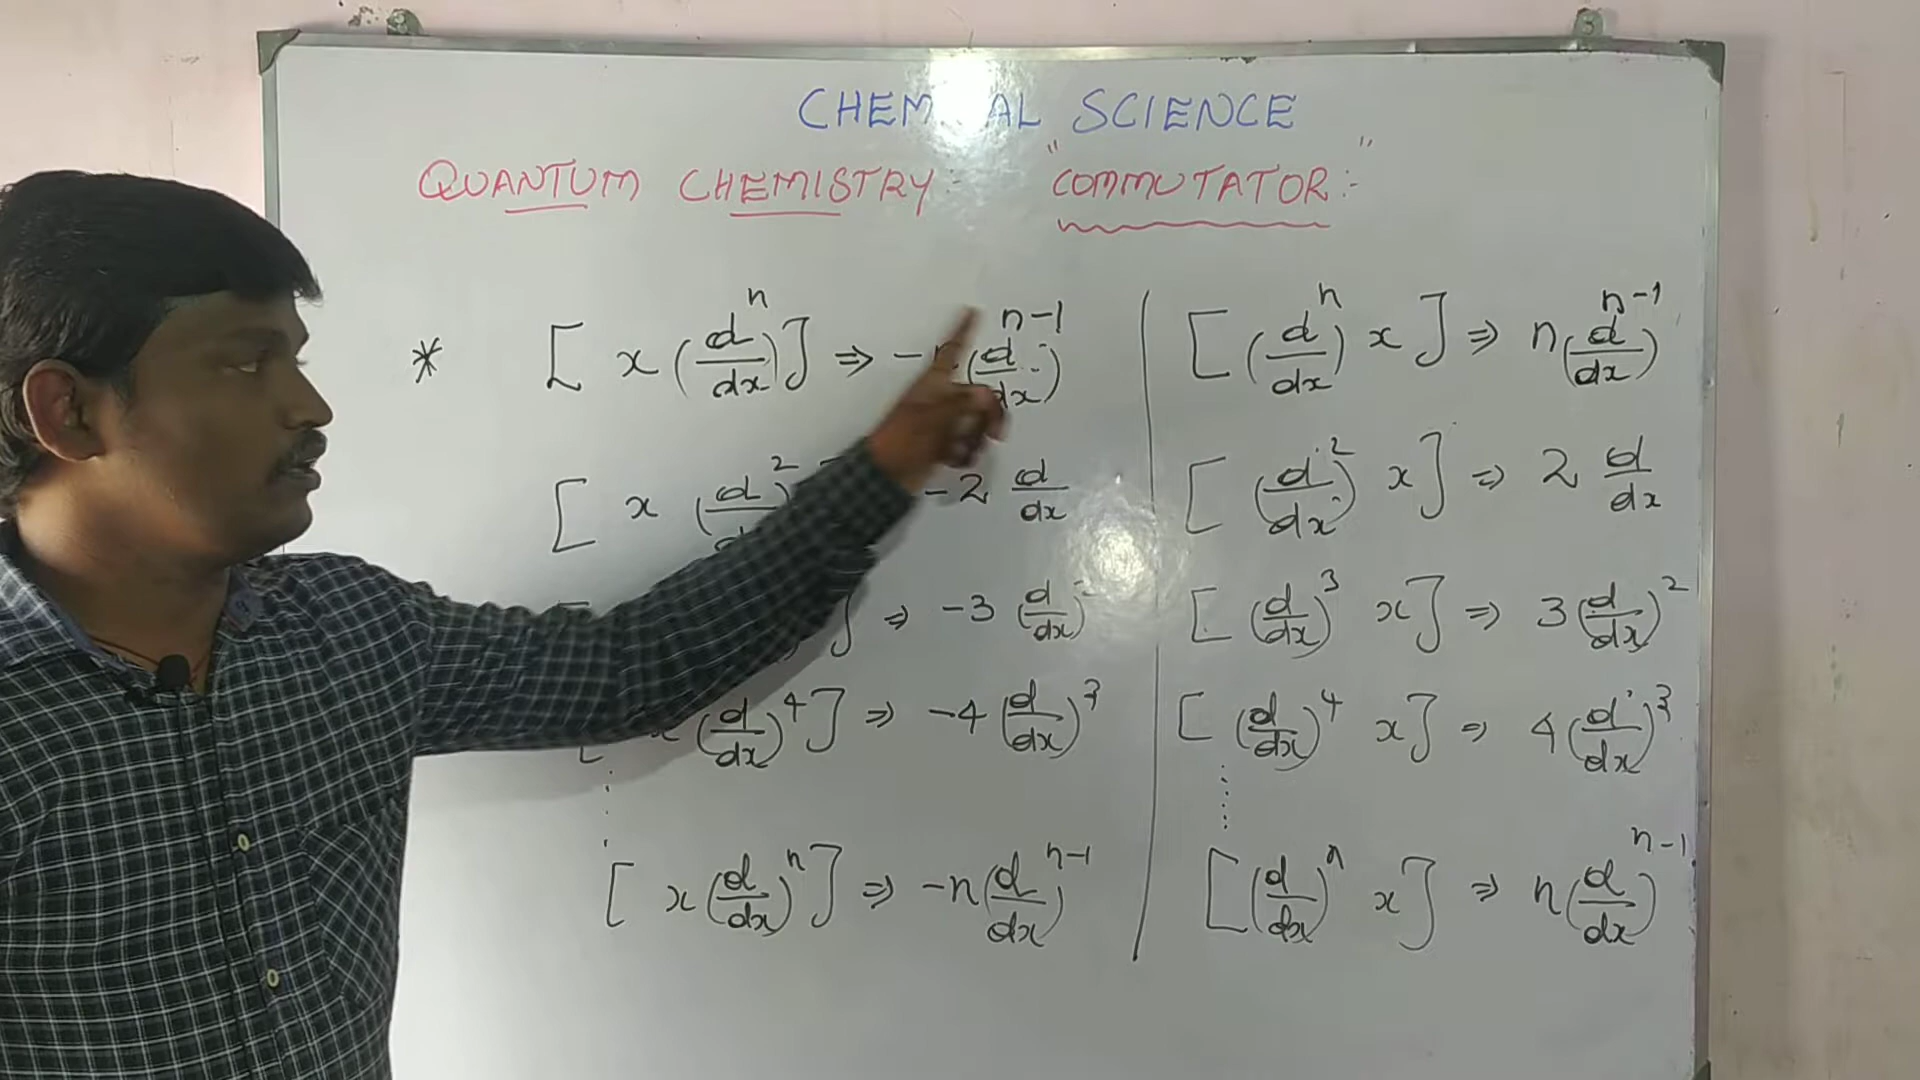 CHEM AL SCIENCE
QUANTUM CHEMISTRY:- "COMMUTATOR:-"
* [ x (d/dx)^n ] ⇒ - (d/dx)^n-1
[ x (d )^2 -2 d/dx
] ⇒ -3 (d/dx)
[ x (d/dx)^4 ] ⇒ -4 (d/dx)^3
[ x (d/dx)^n ] ⇒ -n (d/dx)^n-1
[ (d/dx)^n x ] ⇒ n (d/dx)^n-1
[ (d/dx)^2 x ] ⇒ 2 d/dx
[ (d/dx)^3 x ] ⇒ 3 (d/dx)^2
[ (d/dx)^4 x ] ⇒ 4 (d/dx)^3
[ (d/dx)^n x ] ⇒ n (d/dx)^n-1